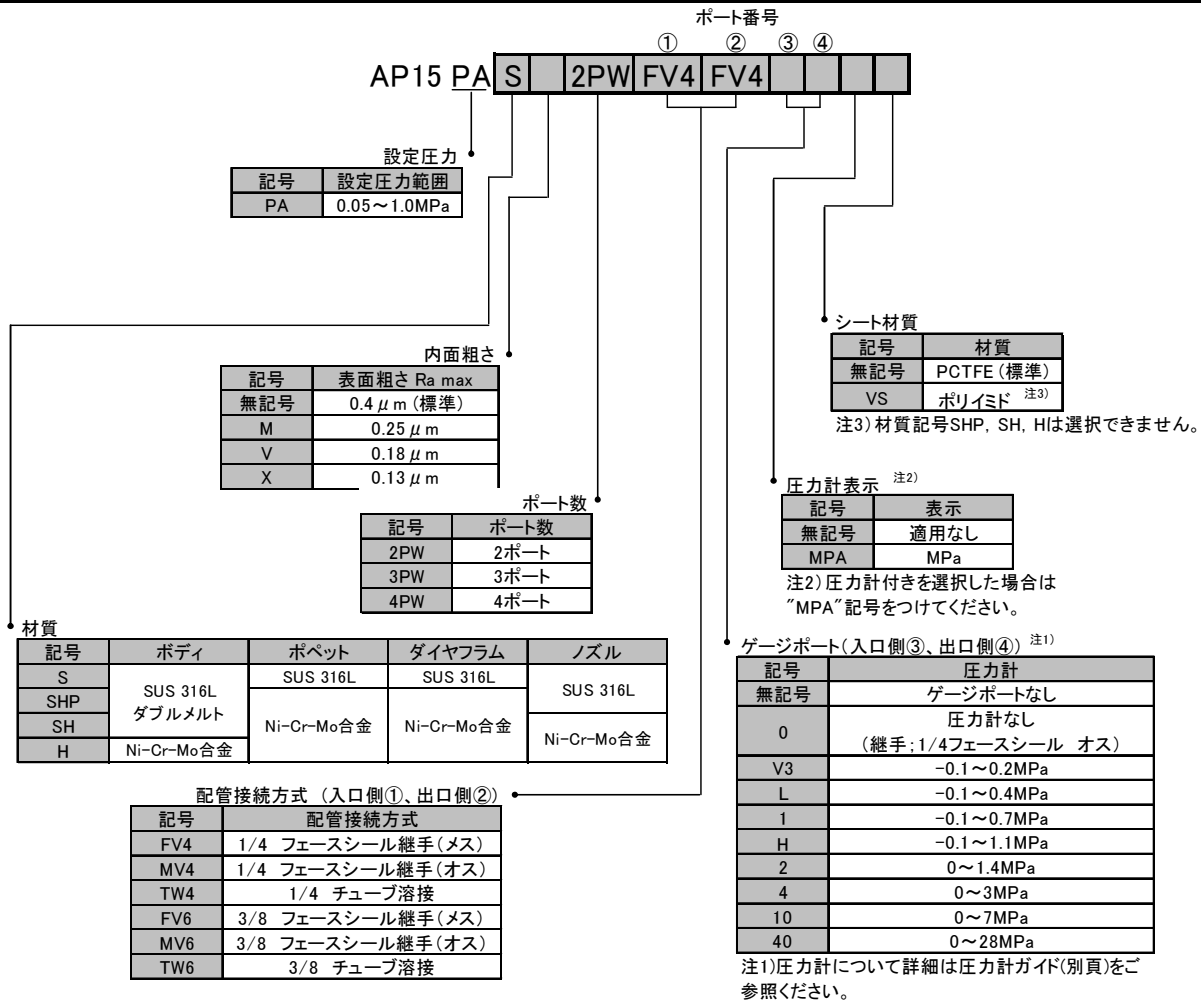 ポート番号
① ② ③ ④
AP15 PA S 2PW FV4 FV4
設定圧力
記号 設定圧力範囲
PA 0.05～1.0MPa
内面粗さ
記号 表面粗さ Ra max
無記号 0.4μm(標準)
M 0.25μm
V 0.18μm
X 0.13μm
シート材質
記号 材質
無記号 PCTFE(標準)
VS ポリイミド 注3)
注3)材質記号SHP, SH, Hは選択できません。
ポート数
記号 ポート数
2PW 2ポート
3PW 3ポート
4PW 4ポート
圧力計表示 注2)
記号 表示
無記号 適用なし
MPA MPa
注2)圧力計付きを選択した場合は
"MPA"記号をつけてください。
材質
記号 ボディ ポペット ダイヤフラム ノズル
S SUS 316L ダブルメルト SUS 316L SUS 316L SUS 316L
SHP Ni-Cr-Mo合金 Ni-Cr-Mo合金
SH Ni-Cr-Mo合金
H Ni-Cr-Mo合金
ゲージポート(入口側③、出口側④) 注1)
記号 圧力計
無記号 ゲージポートなし
0 圧力計なし
(継手;1/4フェースシール オス)
V3 -0.1～0.2MPa
L -0.1～0.4MPa
1 -0.1～0.7MPa
H -0.1～1.1MPa
2 0～1.4MPa
4 0～3MPa
10 0～7MPa
40 0～28MPa
注1)圧力計について詳細は圧力計ガイド(別頁)をご
参照ください。
配管接続方式 (入口側①、出口側②)
記号 配管接続方式
FV4 1/4 フェースシール継手(メス)
MV4 1/4 フェースシール継手(オス)
TW4 1/4 チューブ溶接
FV6 3/8 フェースシール継手(メス)
MV6 3/8 フェースシール継手(オス)
TW6 3/8 チューブ溶接